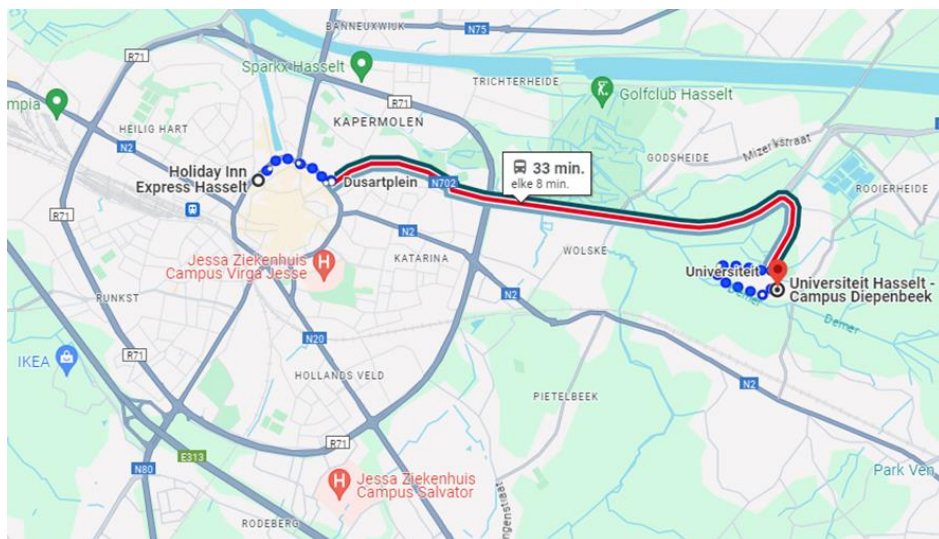 BANNEUXWIJK
N75
R71
Sparkx Hasselt
TRICHTERHEIDE
Golfclub Hasselt
mpia
R71
KAPERMOLEN
HEILIG HART
N2
Mizerikstraat
GODSHEIDE
33 min.
elke 8 min.
Holiday Inn
Express Hasselt
Dusartplein
N702
ROOIERHEIDE
R71
N2
WOLSKE
KATARINA
Jessa Ziekenhuis
Campus Virga Jesse
Universiteit
Universiteit Hasselt -
Campus Diepenbeek
Demer
RUNKST
N2
Demer
N20
IKEA
R71
HOLLANDS VELD
N2
PIETELBEEK
R71
E313
N80
Jessa Ziekenhuis
Campus Salvator
Park Ven
RODEBERG